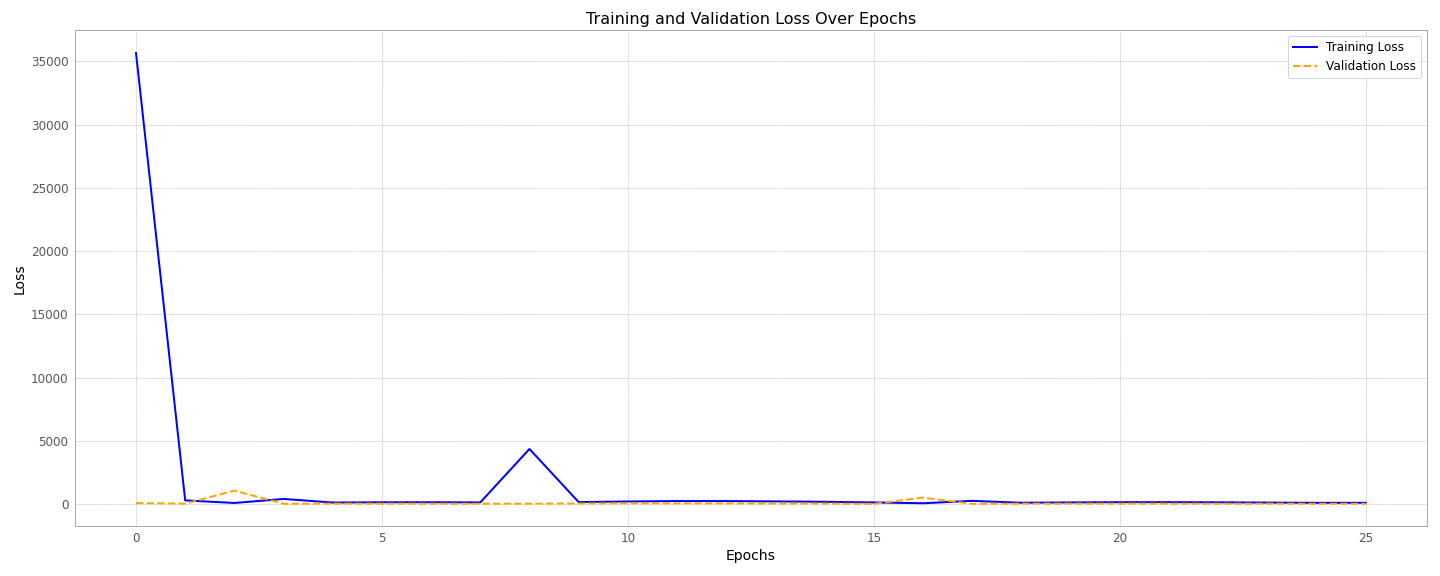 Training and Validation Loss Over Epochs
Training Loss
Validation Loss
Loss
35000
30000
25000
20000
15000
10000
5000
0
0 5 10 15 20 25
Epochs